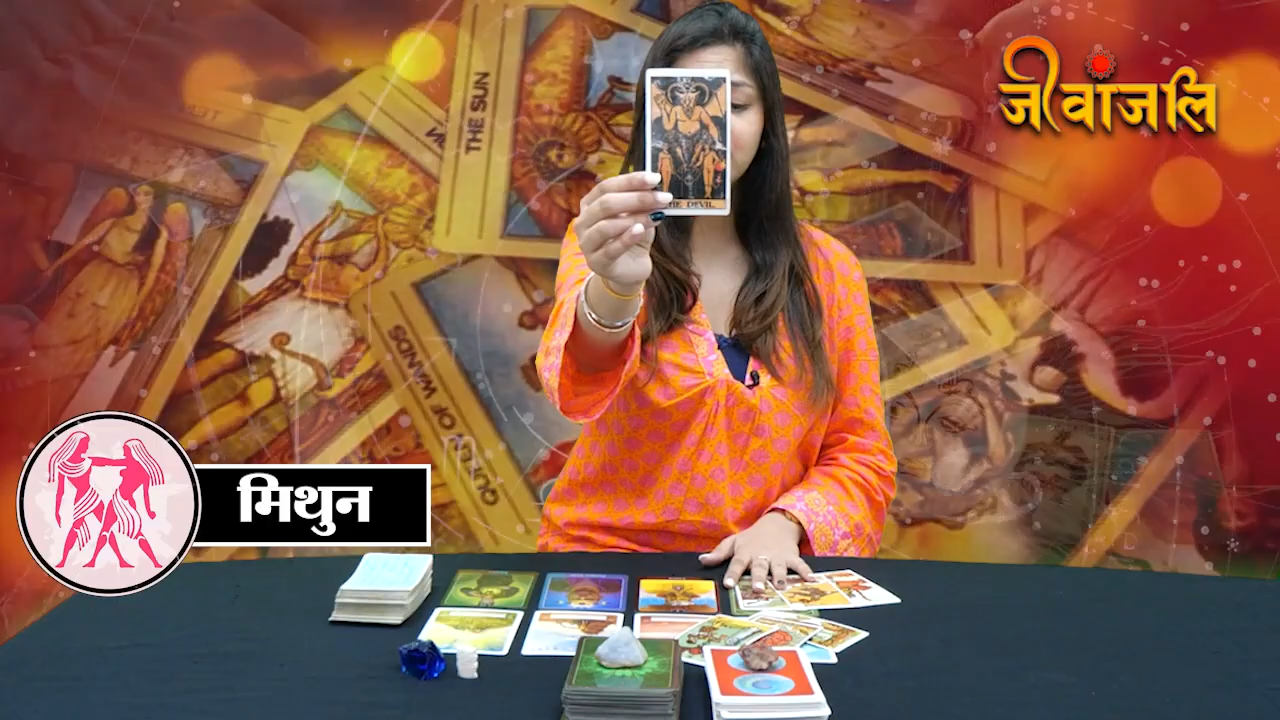 जीवांजलि
THE SUN
QUEEN OF WANDS
THE DEVIL
मिथुन